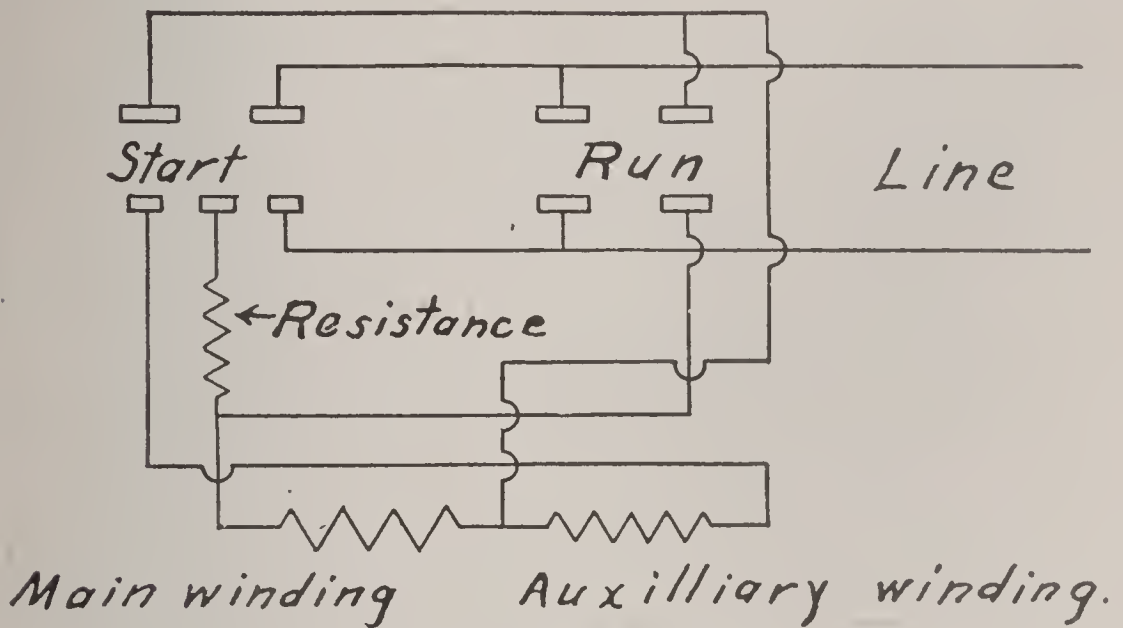 Start
Run
Line
←Resistance
Main winding
Auxilliary winding.